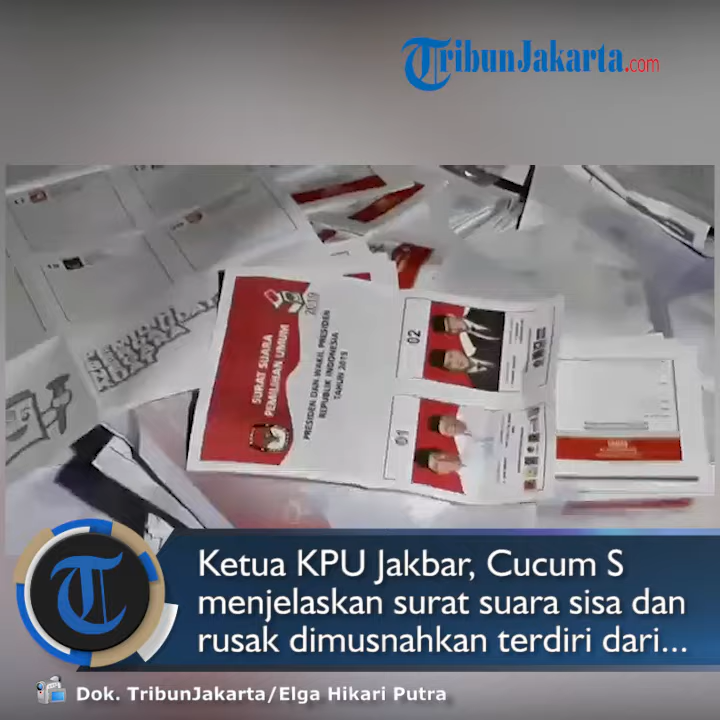 TribunJakarta.com
2019
SURAT SUARA
PEMILIHAN UMUM
PRESIDEN DAN WAKIL PRESIDEN
REPUBLIK INDONESIA
TAHUN 2019
02
01
Ketua KPU Jakbar, Cucum S
menjelaskan surat suara sisa dan
rusak dimusnahkan terdiri dari...
Dok. TribunJakarta/Elga Hikari Putra